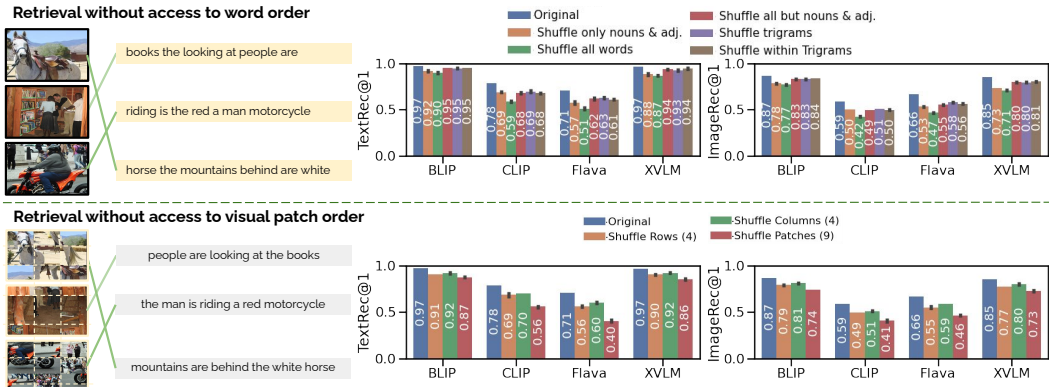 Retrieval without access to word order
books the looking at people are
riding is the red a man motorcycle
horse the mountains behind are white
Original
Shuffle only nouns & adj.
Shuffle all words
Shuffle all but nouns & adj.
Shuffle trigrams
Shuffle within Trigrams
TextRec@1
1.0
0.5
0.0
0.97 0.92 0.90 0.95 0.95 0.95
0.78 0.69 0.59 0.68 0.69 0.68
0.71 0.57 0.51 0.62 0.63 0.61
0.97 0.88 0.87 0.94 0.93 0.94
BLIP CLIP Flava XVLM
ImageRec@1
1.0
0.5
0.0
0.87 0.78 0.77 0.83 0.83 0.84
0.59 0.50 0.42 0.49 0.51 0.50
0.66 0.53 0.47 0.55 0.58 0.56
0.85 0.73 0.71 0.80 0.80 0.81
BLIP CLIP Flava XVLM
Retrieval without access to visual patch order
people are looking at the books
the man is riding a red motorcycle
mountains are behind the white horse
Original
Shuffle Rows (4)
Shuffle Columns (4)
Shuffle Patches (9)
TextRec@1
1.0
0.5
0.0
0.97 0.91 0.92 0.87
0.78 0.69 0.70 0.56
0.71 0.56 0.60 0.40
0.97 0.90 0.92 0.86
BLIP CLIP Flava XVLM
ImageRec@1
1.0
0.5
0.0
0.87 0.79 0.81 0.74
0.59 0.49 0.51 0.41
0.66 0.55 0.59 0.46
0.85 0.77 0.80 0.73
BLIP CLIP Flava XVLM